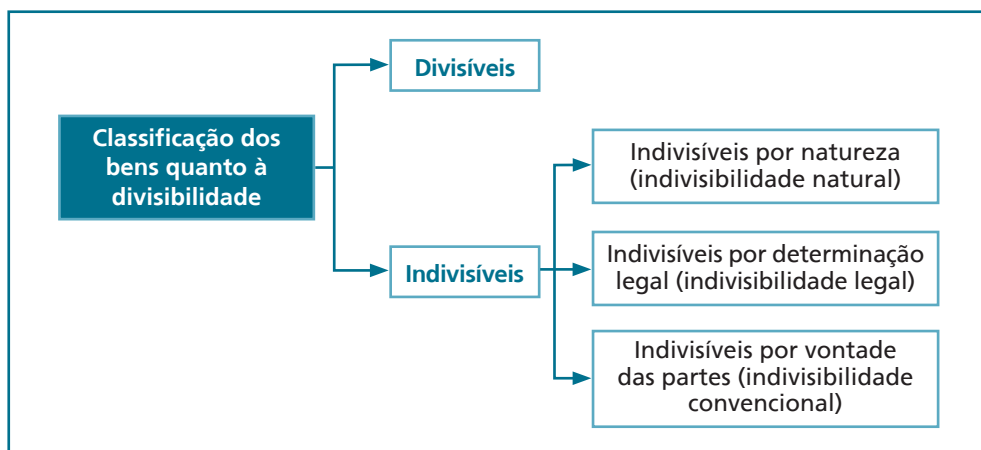 Classificação dos
bens quanto à
divisibilidade
Divisíveis
Indivisíveis
Indivisíveis por natureza
(indivisibilidade natural)
Indivisíveis por determinação
legal (indivisibilidade legal)
Indivisíveis por vontade
das partes (indivisibilidade
convencional)